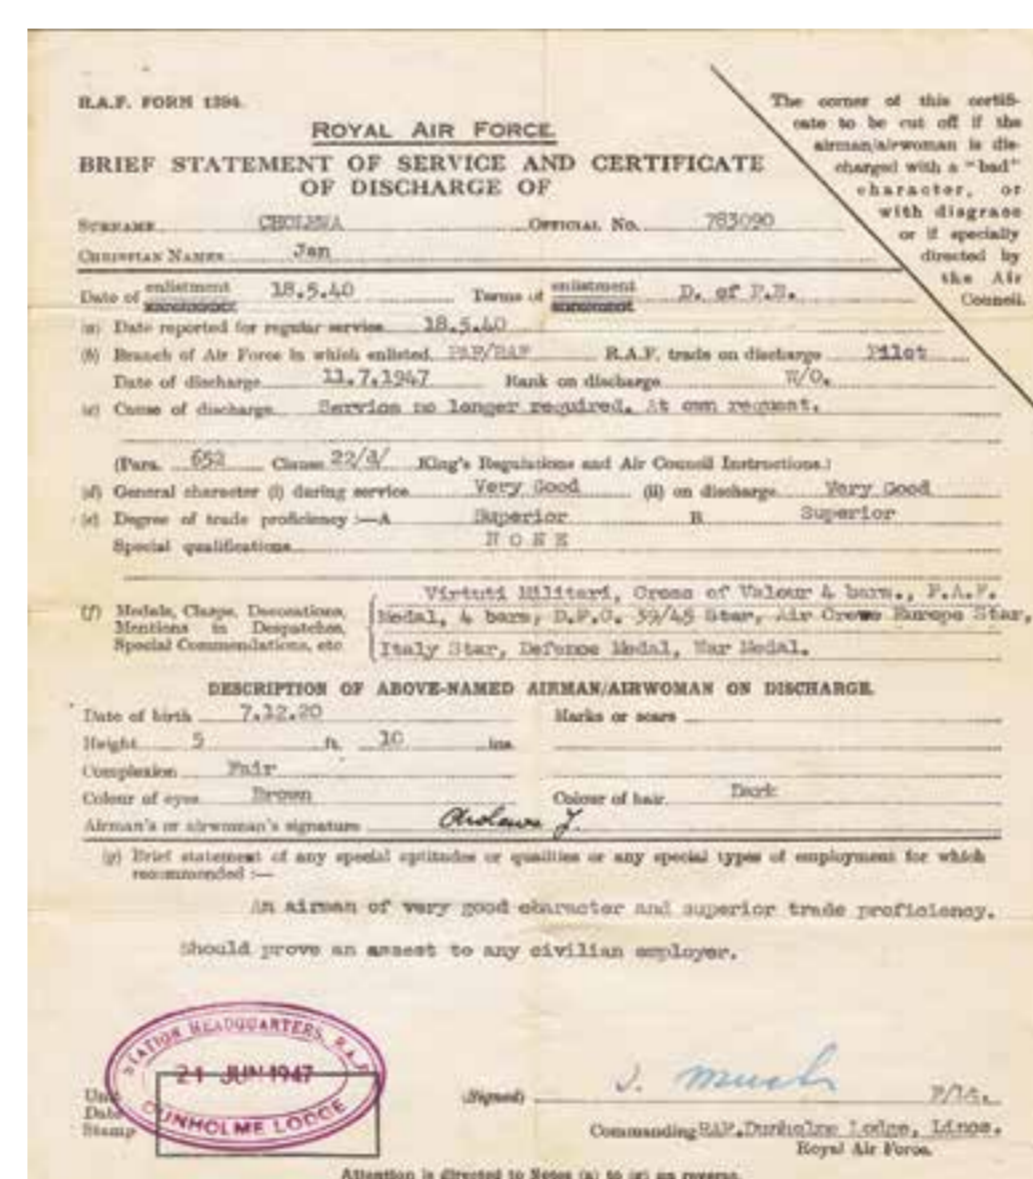 R.A.F. FORM 1394.
ROYAL AIR FORCE.
BRIEF STATEMENT OF SERVICE AND CERTIFICATE
OF DISCHARGE OF
The corner of this certifi-
cate to be cut off if the
airman/airwoman is dis-
charged with a "bad"
character, or
with disgrace
or if specially
directed by
the Air
Council.
SURNAME CHOLEWA OFFICIAL No. 783090
CHRISTIAN NAMES Jan
Date of enlistment 18.5.40 Terms of enlistment D. of P.E.
(a) Date reported for regular service 18.5.40
(b) Branch of Air Force in which enlisted PAF/RAF R.A.F. trade on discharge Pilot
Date of discharge 11.7.1947 Rank on discharge W/O.
(c) Cause of discharge Service no longer required. At own request.
(Para. 652 Clause 22/d/ King's Regulations and Air Council Instructions.)
(d) General character (i) during service Very Good (ii) on discharge Very Good
(e) Degree of trade proficiency :—A Superior B Superior
Special qualifications NONE
(f) Medals, Clasps, Decorations,
Mentions in Despatches,
Special Commendations, etc
Virtuti Militari, Cross of Valour & bars., P.A.F.
Medal, & bars, D.F.C. 39/45 Star, Air Crew Europe Star,
Italy Star, Defence Medal, War Medal.
DESCRIPTION OF ABOVE-NAMED AIRMAN/AIRWOMAN ON DISCHARGE.
Date of birth 7.12.20 Marks or scars
Height 5 ft. 10 ins.
Complexion Fair
Colour of eyes Brown Colour of hair Dark
Airman's or airwoman's signature Cholewa J.
(g) Brief statement of any special aptitudes or qualities or any special types of employment for which
recommended :—
An airman of very good character and superior trade proficiency.
Should prove an assest to any civilian employer.
STATION HEADQUARTERS, R.A.F.
21 JUN 1947
DUNHOLME LODGE
Unit
Date
Stamp
(Signed)
Commanding RAF. Dunholme Lodge, Lincs.
Royal Air Force.
Attention is directed to Notes (a) to (g) on reverse.